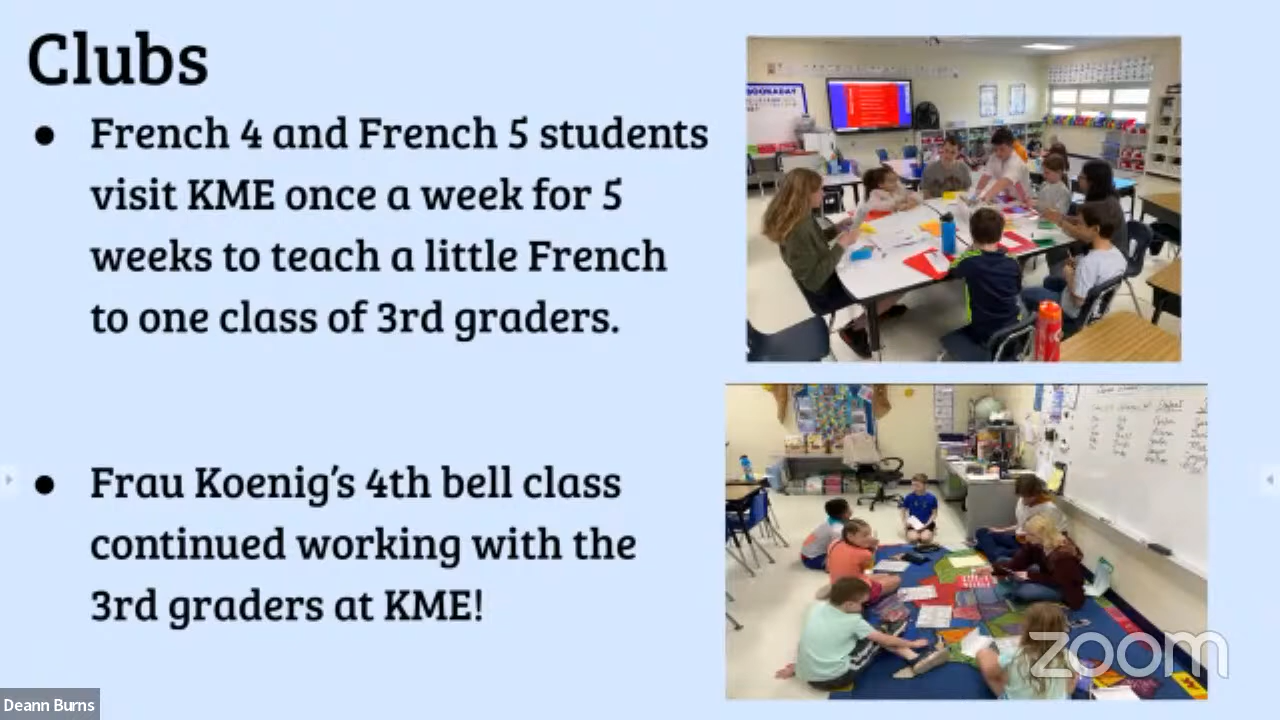 Clubs
● French 4 and French 5 students
visit KME once a week for 5
weeks to teach a little French
to one class of 3rd graders.
● Frau Koenig's 4th bell class
continued working with the
3rd graders at KME!
zoom
Deann Burns